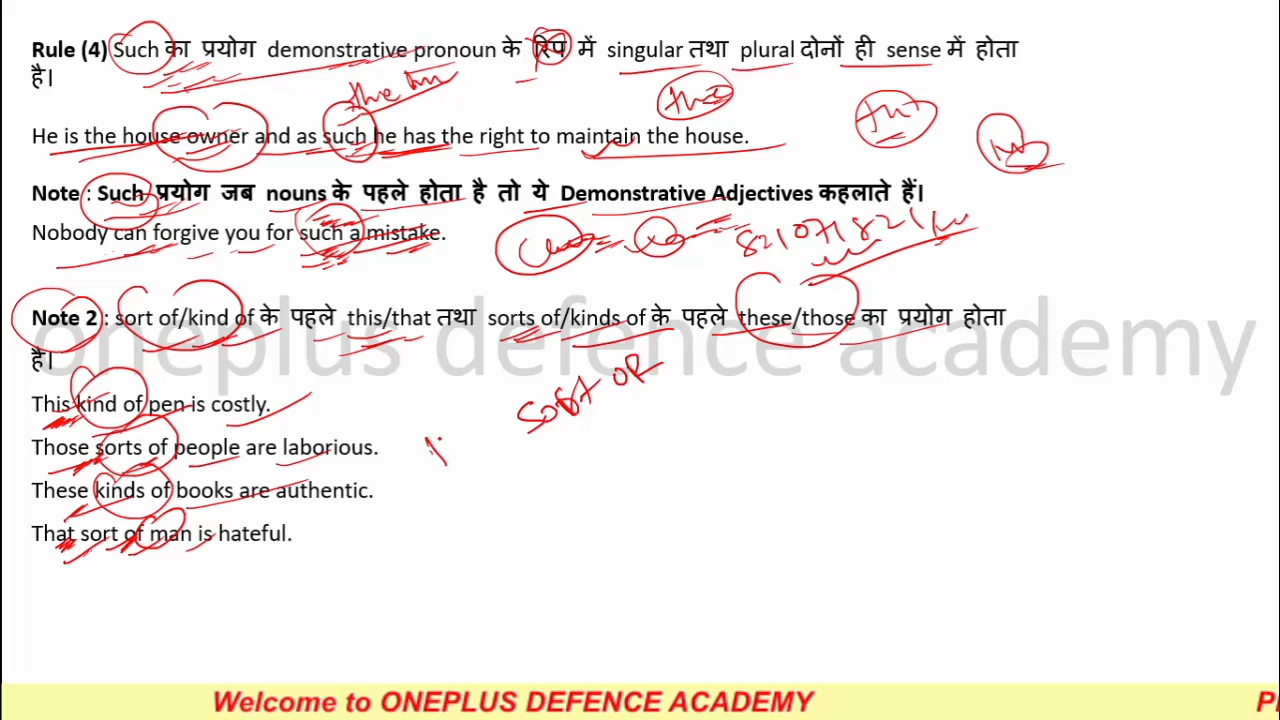 Rule (4) Such का प्रयोग demonstrative pronoun के रूप में singular तथा plural दोनों ही sense में होता
है।
He is the house owner and as such he has the right to maintain the house.
Note : Such प्रयोग जब nouns के पहले होता है तो ये Demonstrative Adjectives कहलाते हैं।
Nobody can forgive you for such a mistake.
Note 2 : sort of/kind of के पहले this/that तथा sorts of/kinds of के पहले these/those का प्रयोग होता
है।
oneplus defence academy
This kind of pen is costly.
SORT OR
Those sorts of people are laborious.
These kinds of books are authentic.
That sort of man is hateful.
Welcome to ONEPLUS DEFENCE ACADEMY